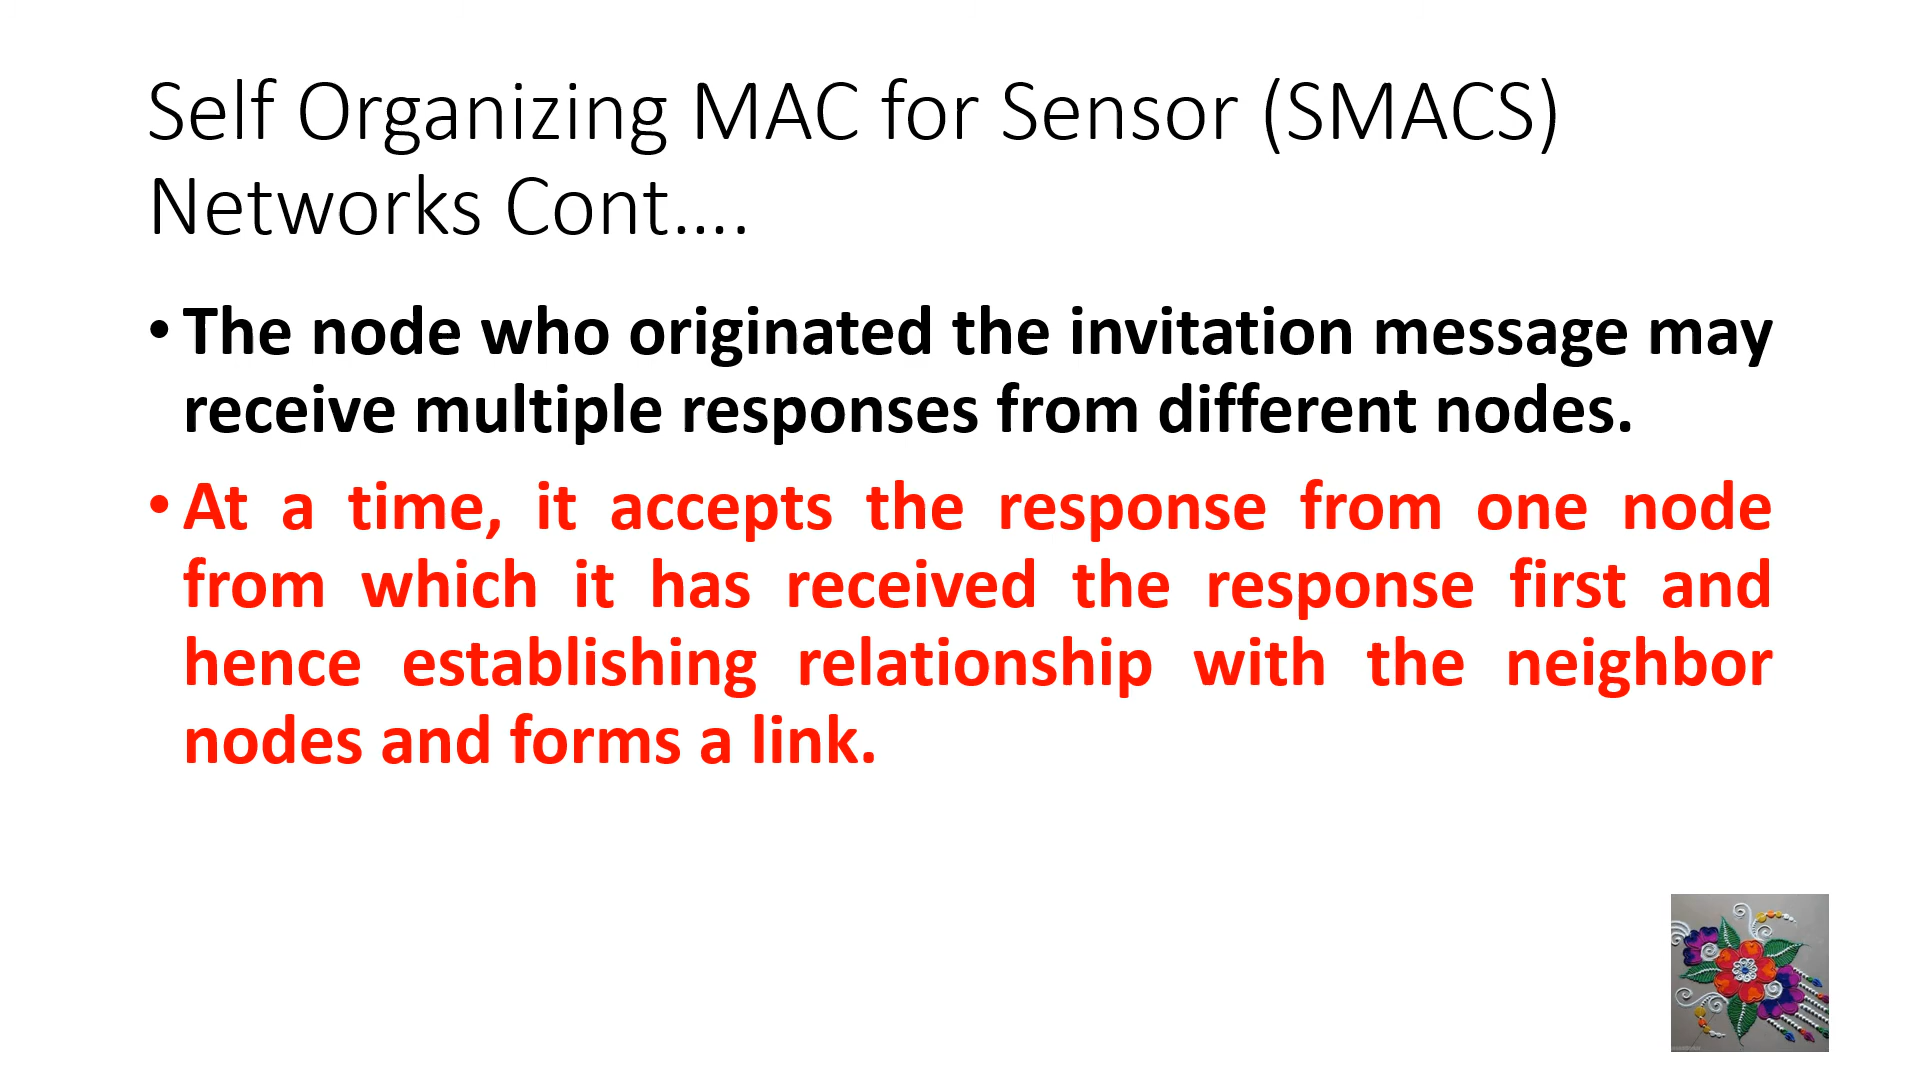 Self Organizing MAC for Sensor (SMACS)
Networks Cont….
• The node who originated the invitation message may
receive multiple responses from different nodes.
• At a time, it accepts the response from one node
from which it has received the response first and
hence establishing relationship with the neighbor
nodes and forms a link.